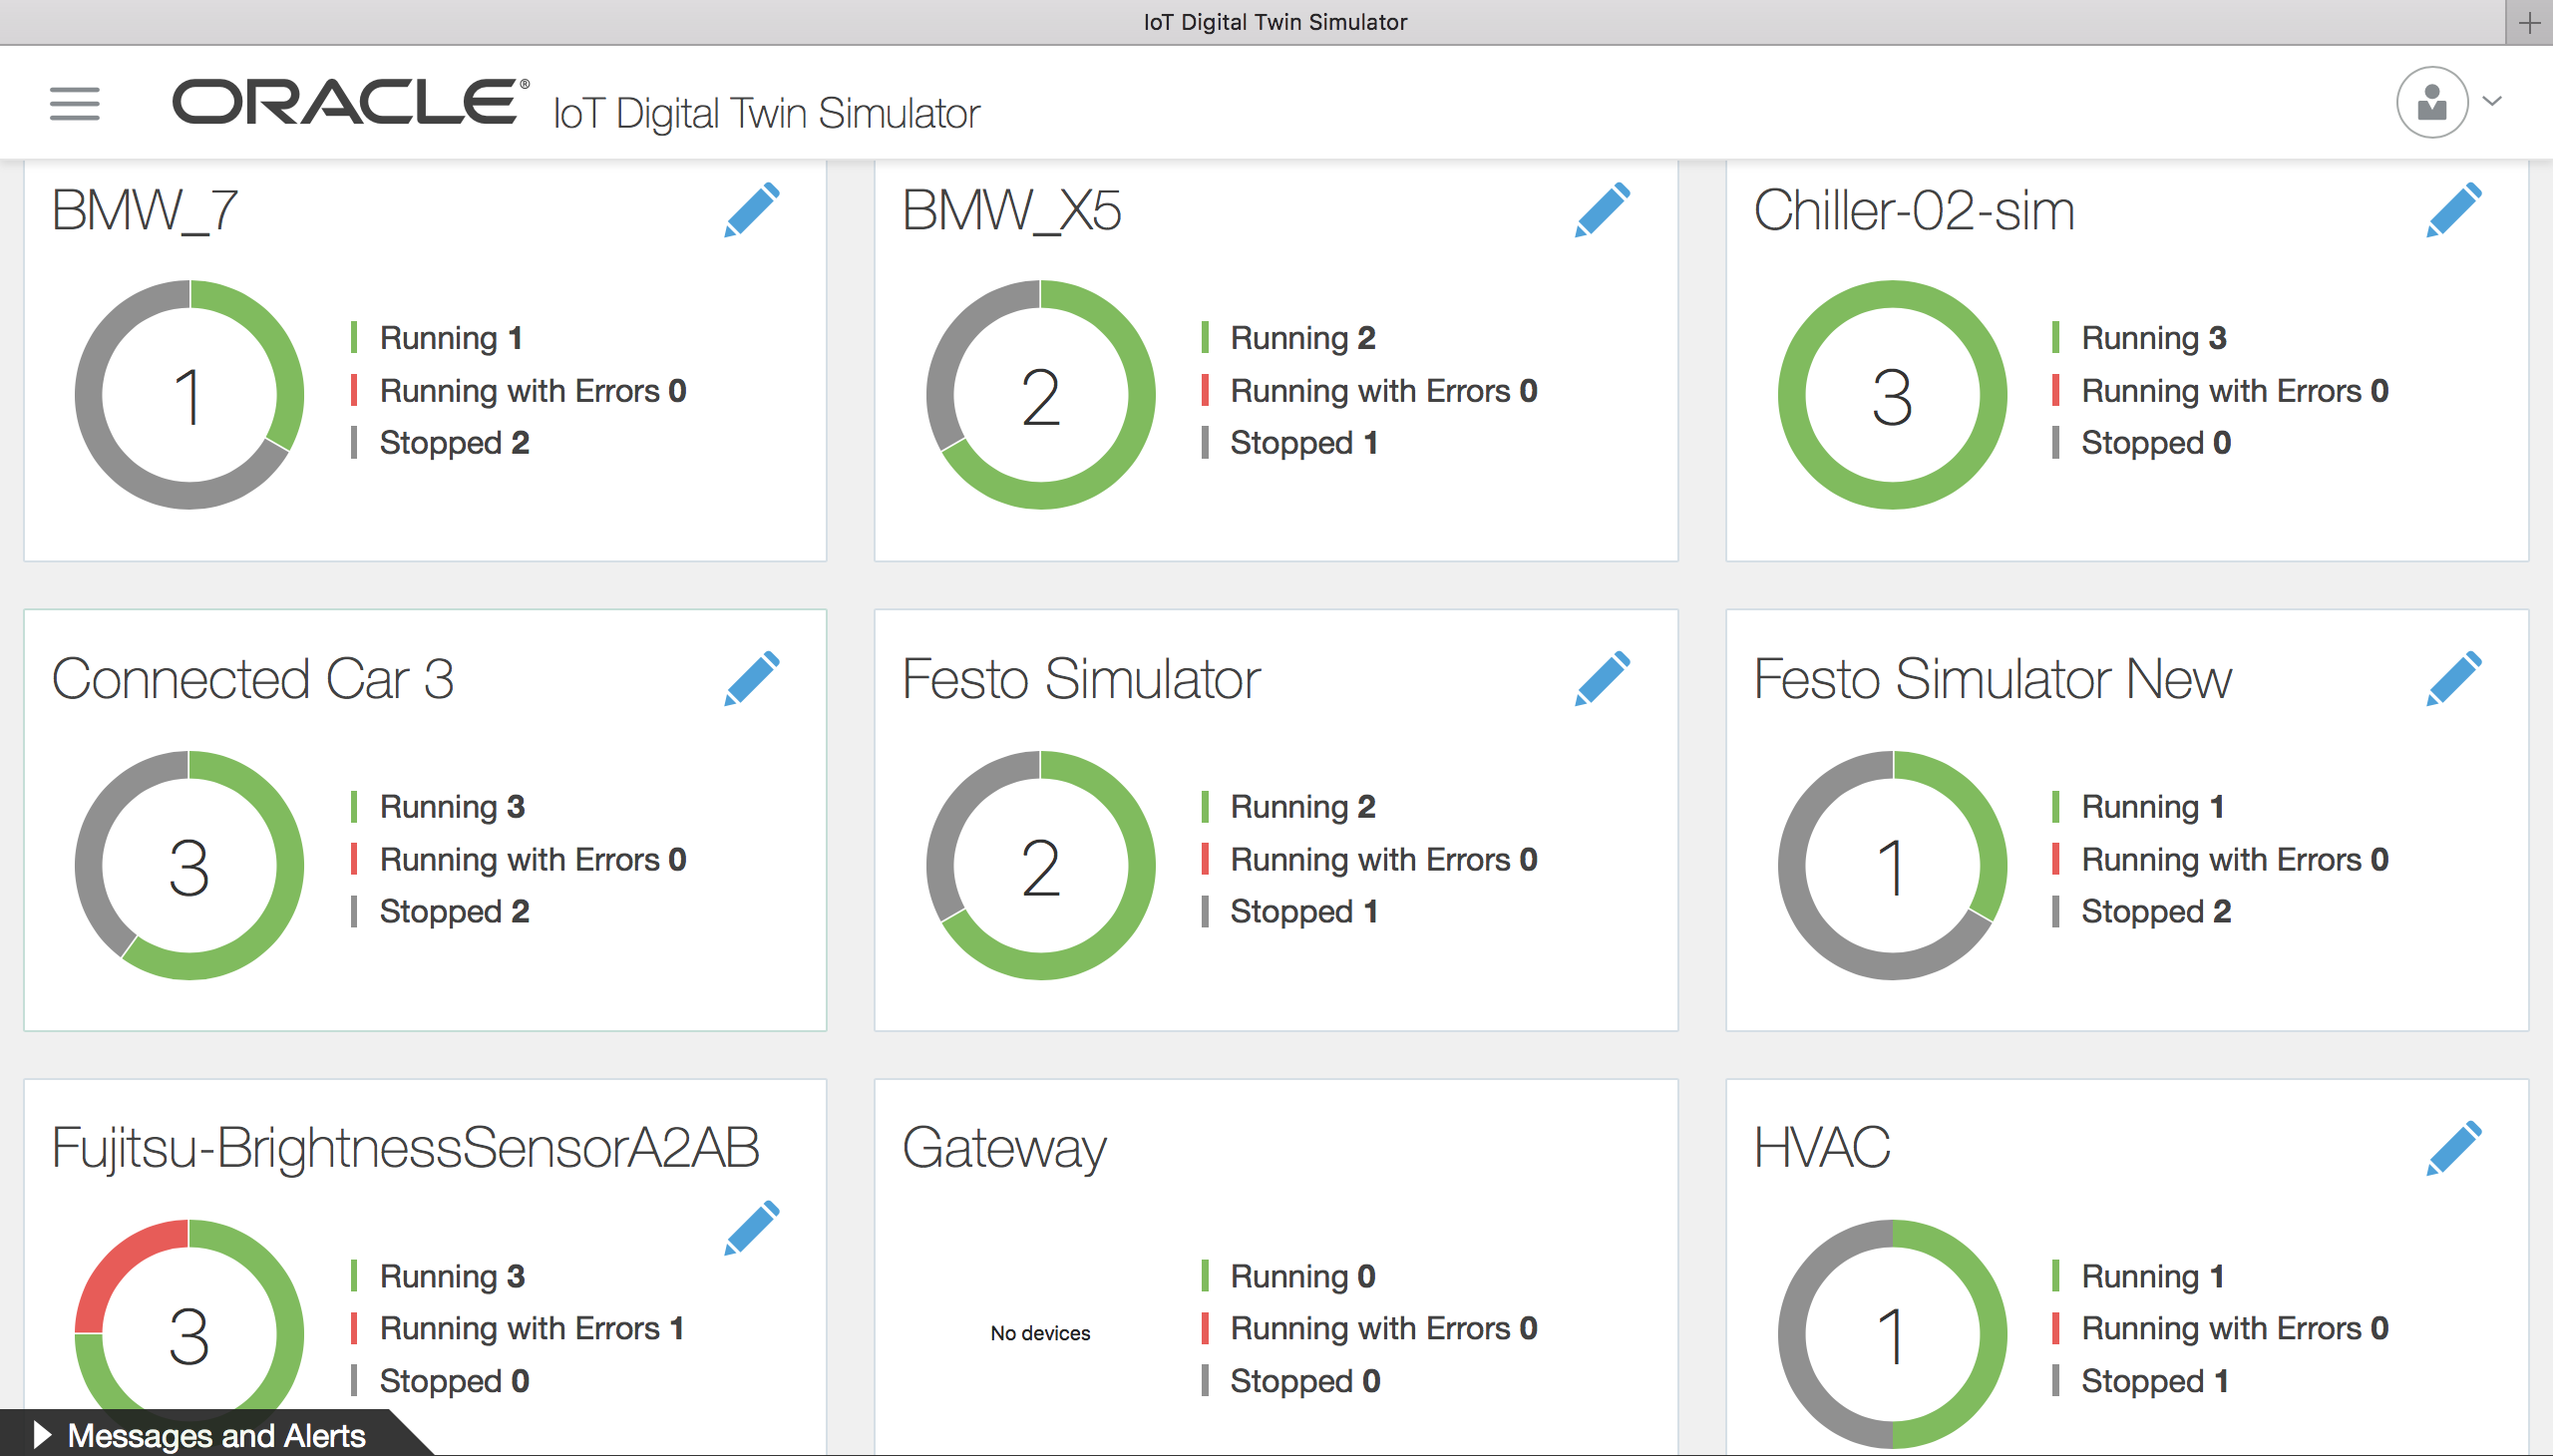 IoT Digital Twin Simulator
ORACLE® IoT Digital Twin Simulator
BMW_7
1
Running 1
Running with Errors 0
Stopped 2
BMW_X5
2
Running 2
Running with Errors 0
Stopped 1
Chiller-02-sim
3
Running 3
Running with Errors 0
Stopped 0
Connected Car 3
3
Running 3
Running with Errors 0
Stopped 2
Festo Simulator
2
Running 2
Running with Errors 0
Stopped 1
Festo Simulator New
1
Running 1
Running with Errors 0
Stopped 2
Fujitsu-BrightnessSensorA2AB
3
Running 3
Running with Errors 1
Stopped 0
Gateway
No devices
Running 0
Running with Errors 0
Stopped 0
HVAC
1
Running 1
Running with Errors 0
Stopped 1
Messages and Alerts